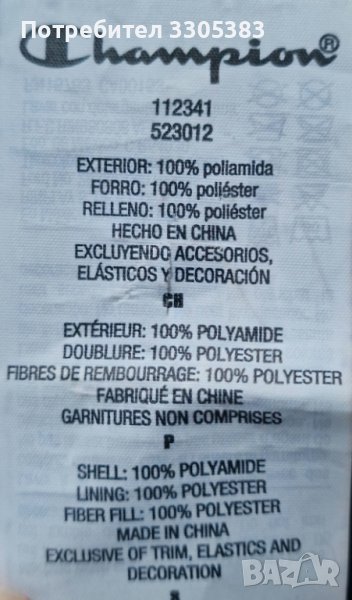 Потребител 3305383
Champion®
112341
523012
EXTERIOR: 100% poliamida
FORRO: 100% poliéster
RELLENO: 100% poliéster
HECHO EN CHINA
EXCLUYENDO ACCESORIOS,
ELÁSTICOS Y DECORACIÓN
CH
EXTÉRIEUR: 100% POLYAMIDE
DOUBLURE: 100% POLYESTER
FIBRES DE REMBOURRAGE: 100% POLYESTER
FABRIQUÉ EN CHINE
GARNITURES NON COMPRISES
P
SHELL: 100% POLYAMIDE
LINING: 100% POLYESTER
FIBER FILL: 100% POLYESTER
MADE IN CHINA
EXCLUSIVE OF TRIM, ELASTICS AND
DECORATION
BAZAR